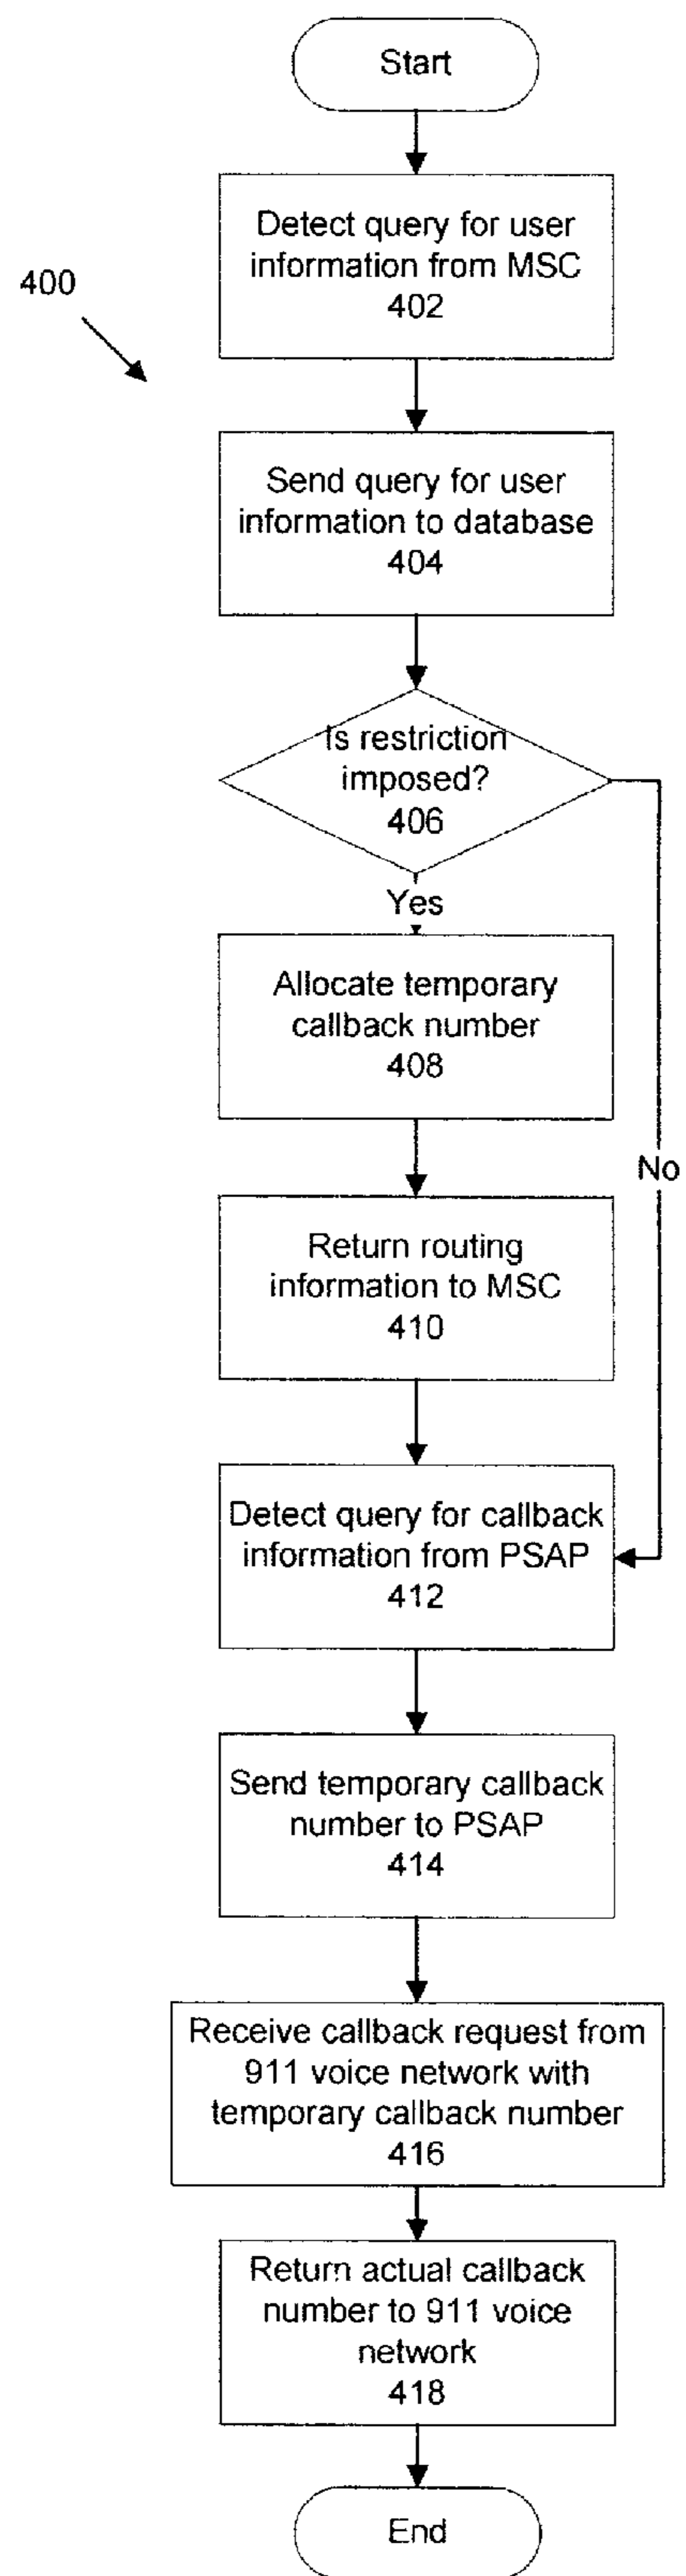 Start
Detect query for user
information from MSC
402
400
Send query for user
information to database
404
Is restriction
imposed?
406
Yes
Allocate temporary
callback number
408
No
Return routing
information to MSC
410
Detect query for callback
information from PSAP
412
Send temporary callback
number to PSAP
414
Receive callback request from
911 voice network with
temporary callback number
416
Return actual callback
number to 911 voice
network
418
End